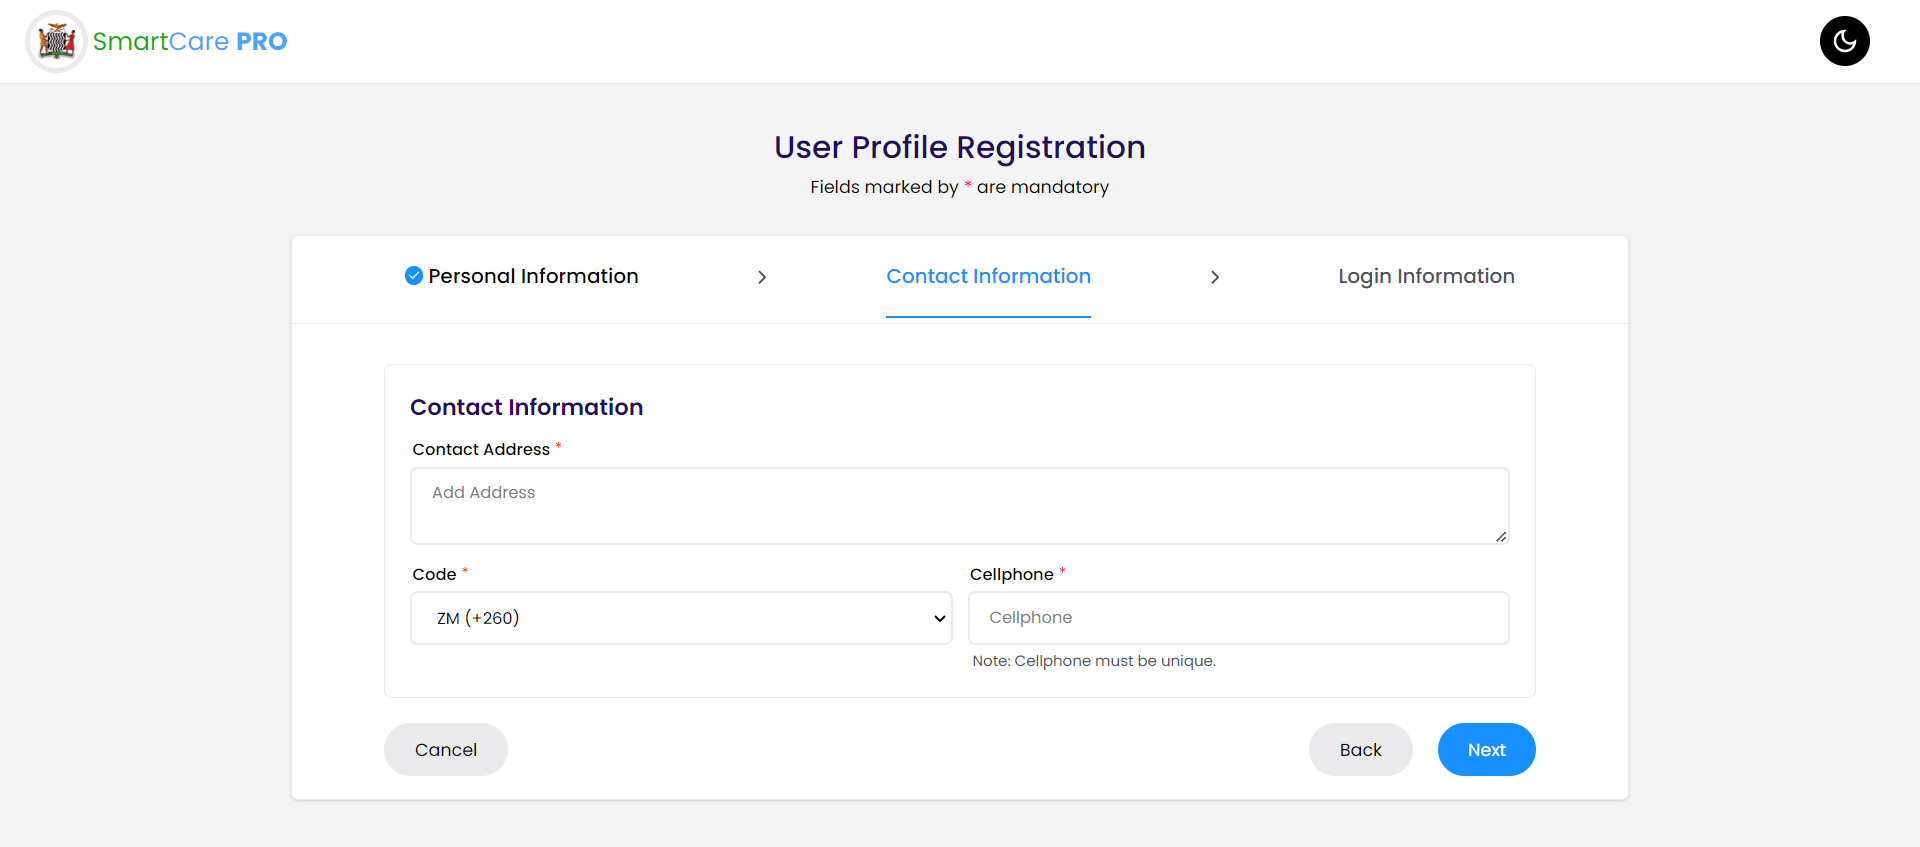 SmartCare PRO
User Profile Registration
Fields marked by * are mandatory
Personal Information > Contact Information > Login Information
Contact Information
Contact Address *
Add Address
Code * Cellphone *
ZM (+260) Cellphone
Note: Cellphone must be unique.
Cancel Back Next